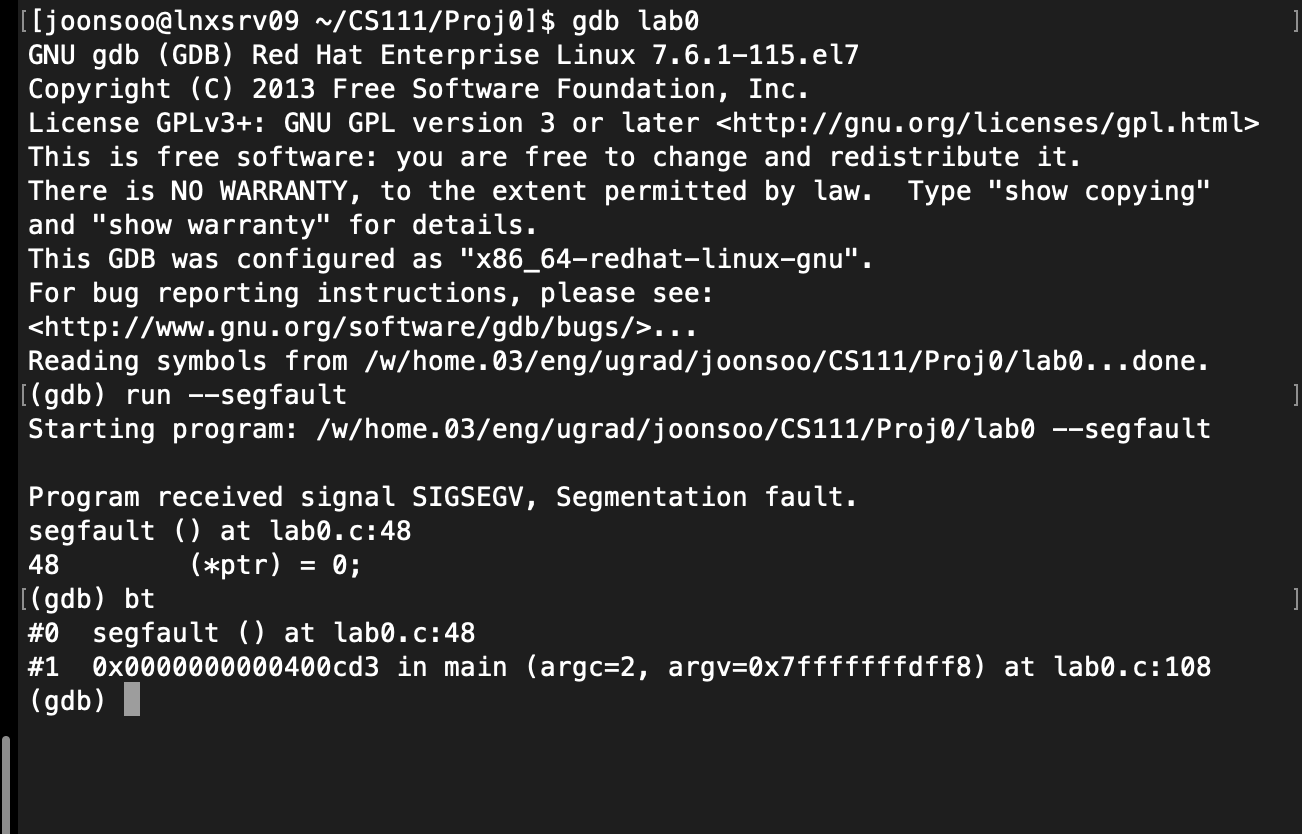 [[joonsoo@lnxsrv09 ~/CS111/Proj0]$ gdb lab0 ]
GNU gdb (GDB) Red Hat Enterprise Linux 7.6.1-115.el7
Copyright (C) 2013 Free Software Foundation, Inc.
License GPLv3+: GNU GPL version 3 or later <http://gnu.org/licenses/gpl.html>
This is free software: you are free to change and redistribute it.
There is NO WARRANTY, to the extent permitted by law.  Type "show copying"
and "show warranty" for details.
This GDB was configured as "x86_64-redhat-linux-gnu".
For bug reporting instructions, please see:
<http://www.gnu.org/software/gdb/bugs/>...
Reading symbols from /w/home.03/eng/ugrad/joonsoo/CS111/Proj0/lab0...done.
[(gdb) run --segfault ]
Starting program: /w/home.03/eng/ugrad/joonsoo/CS111/Proj0/lab0 --segfault
Program received signal SIGSEGV, Segmentation fault.
segfault () at lab0.c:48
48        (*ptr) = 0;
[(gdb) bt ]
#0  segfault () at lab0.c:48
#1  0x0000000000400cd3 in main (argc=2, argv=0x7fffffffdff8) at lab0.c:108
(gdb)